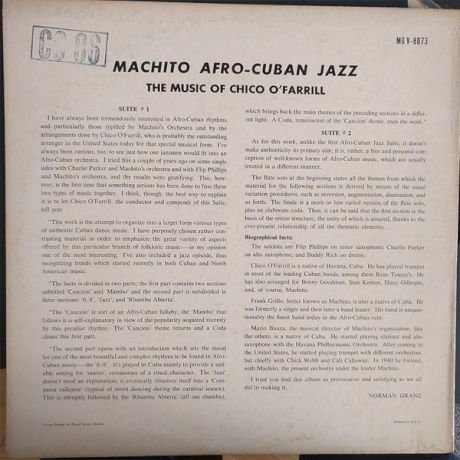 CO 86
MG V-8073
MACHITO AFRO-CUBAN JAZZ
THE MUSIC OF CHICO O'FARRILL
SUITE #1
I have always been tremendously interested in Afro-Cuban rhythms
and particularly those typified by Machito's Orchestra and by the
arrangements done by Chico O'Farrill, who is probably the outstanding
arranger in the United States today for that special musical form. I've
always been curious, too, to see just how our jazzmen would fit into an
Afro-Cuban orchestra. I tried this a couple of years ago on some single
sides with Charlie Parker and Machito's orchestra and with Flip Phillips
and Machito's orchestra, and the results were gratifying. This, how-
ever, is the first time that something serious has been done to fuse these
two types of music together. I think, though, the best way to explain
it is to let Chico O'Farrill, the conductor and composer of this Suite,
tell you:
"This work is the attempt to organize into a larger form various types
of authentic Cuban dance music. I have purposely chosen rather con-
trasting material in order to emphasize the great variety of aspects
offered by this particular branch of folkloric music — in my opinion
one of the most interesting. I've also included a jazz episode, thus
recognizing trends which started recently in both Cuban and North
American music.
"The Suite is divided in two parts; the first part contains two sections
subtitled 'Cancion' and 'Mambo' and the second part is subdivided in
three sections: '6/8', 'Jazz', and 'Rhumba Abierta'.
"The 'Cancion' is sort of an Afro-Cuban lullaby; the 'Mambo' that
follows it is self-explanatory in view of the popularity acquired recently
by this peculiar rhythm. The 'Cancion' theme returns and a Coda
closes this first part.
"The second part opens with an introduction which sets the mood
for one of the most beautiful and complex rhythms to be found in Afro-
Cuban music — the '6/8'. It's played in Cuba mainly to provide a suit-
able setting for 'santos', ceremonies of a ritual character. The 'Jazz'
doesn't need an explanation; it eventually dissolves itself into a 'Com-
parsa callejera' (typical of street dancing during the carnival season).
This is abruptly followed by the 'Rhumba Abierta' (all out rhumba),
which brings back the main themes of the preceding sections in a differ-
ent light. A Coda, reminiscent of the 'Cancion' theme, ends the work."
SUITE #2
As for this work, unlike the first Afro-Cuban Jazz Suite, it doesn't
make authenticity its primary aim; it is, rather, a free and personal concep-
tion of well-known forms of Afro-Cuban music, which are usually
treated in a different manner.
The flute solo at the beginning states all the themes from which the
material for the following sections is derived by means of the usual
variation procedures, such as inversion, augmentation, diminution, and
so forth. The finale is a more or less varied version of the flute solo,
plus an elaborate coda. Thus, it can be said that the first section is the
basis of the entire structure, the unity of which is assured, thanks to the
ever-present relationship of all the thematic elements.
Biographical facts:
The soloists are Flip Phillips on tenor saxophone; Charlie Parker
on alto saxophone; and Buddy Rich on drums.
Chico O'Farrill is a native of Havana, Cuba. He has played trumpet
in most of the leading Cuban bands, among them Rene Touzet's. He
has also arranged for Benny Goodman, Stan Kenton, Dizzy Gillespie,
and, of course, Machito.
Frank Grillo, better known as Machito, is also a native of Cuba. He
was formerly a singer and then later a band leader. His band is unques-
tionably the finest band today in the Afro-Cuban vein.
Mario Bauza, the musical director of Machito's organization, like
the others, is a native of Cuba. He started playing clarinet and alto
saxophone with the Havana Philharmonic Orchestra. After coming to
the United States, he started playing trumpet with different orchestras,
but chiefly with Chick Webb and Cab Calloway. In 1940 he formed,
with Machito, the present orchestra under the leader Machito.
I trust you find this album as provocative and satisfying as we all
did in making it.
NORMAN GRANZ
Cover Design by David Stone Martin
Printed in U.S.A.